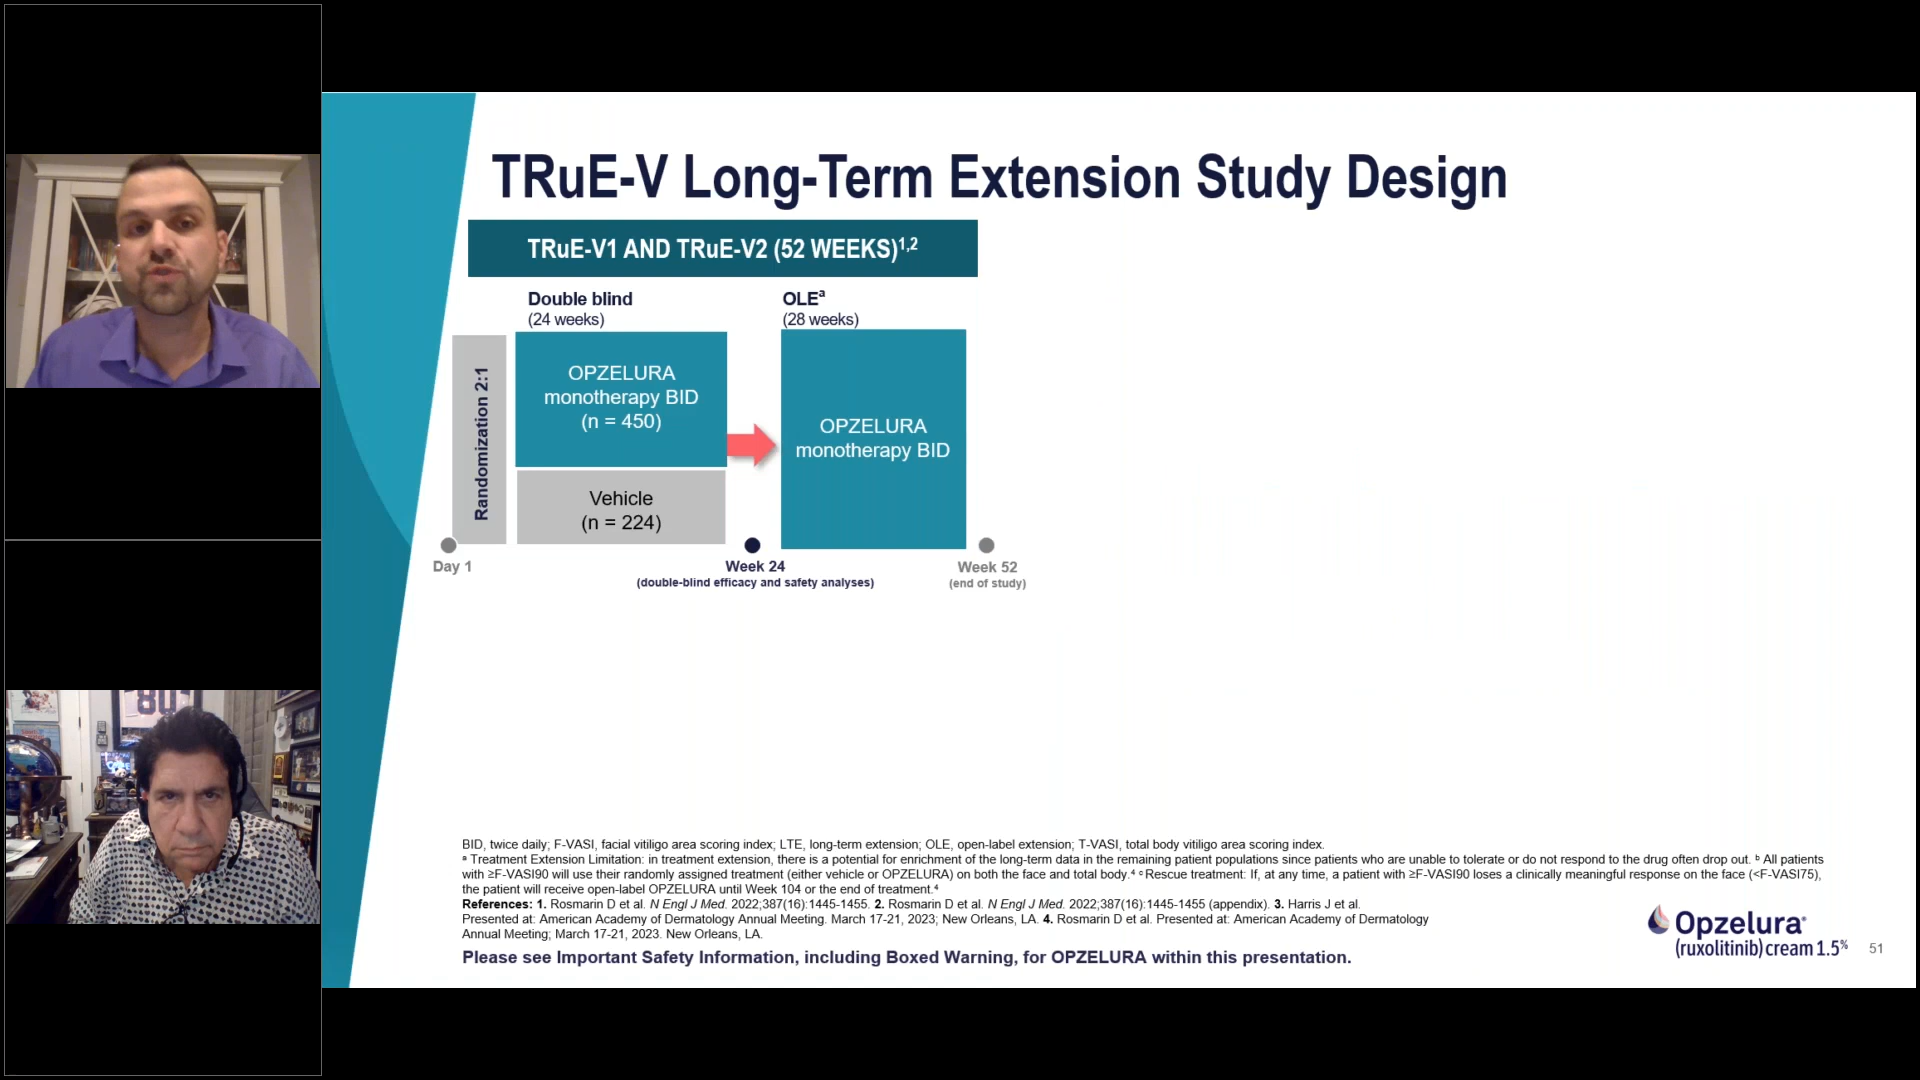 TRuE-V Long-Term Extension Study Design
TRuE-V1 AND TRuE-V2 (52 WEEKS)1,2
Double blind
(24 weeks)
OLEa
(28 weeks)
Randomization 2:1
OPZELURA
monotherapy BID
(n = 450)
Vehicle
(n = 224)
OPZELURA
monotherapy BID
Day 1
Week 24
(double-blind efficacy and safety analyses)
Week 52
(end of study)
BID, twice daily; F-VASI, facial vitiligo area scoring index; LTE, long-term extension; OLE, open-label extension; T-VASI, total body vitiligo area scoring index.
a Treatment Extension Limitation: in treatment extension, there is a potential for enrichment of the long-term data in the remaining patient populations since patients who are unable to tolerate or do not respond to the drug often drop out. b All patients
with ≥F-VASI90 will use their randomly assigned treatment (either vehicle or OPZELURA) on both the face and total body.4 c Rescue treatment: If, at any time, a patient with ≥F-VASI90 loses a clinically meaningful response on the face (<F-VASI75),
the patient will receive open-label OPZELURA until Week 104 or the end of treatment.4
References: 1. Rosmarin D et al. N Engl J Med. 2022;387(16):1445-1455. 2. Rosmarin D et al. N Engl J Med. 2022;387(16):1445-1455 (appendix). 3. Harris J et al.
Presented at: American Academy of Dermatology Annual Meeting. March 17-21, 2023; New Orleans, LA. 4. Rosmarin D et al. Presented at: American Academy of Dermatology
Annual Meeting; March 17-21, 2023. New Orleans, LA.
Please see Important Safety Information, including Boxed Warning, for OPZELURA within this presentation.
Opzelura®
(ruxolitinib) cream 1.5%
51
80